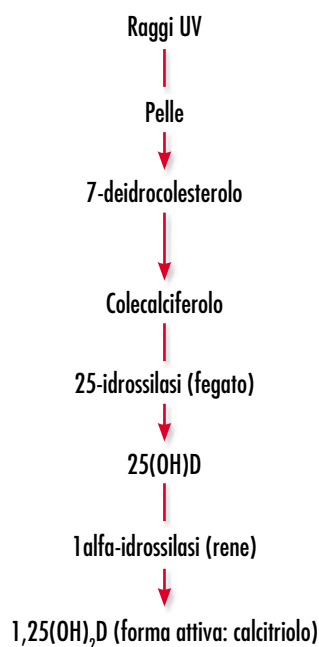 Raggi UV
Pelle
7-deidrocolesterolo
Colecalciferolo
25-idrossilasi (fegato)
25(OH)D
1alfa-idrossilasi (rene)
1,25(OH)₂D (forma attiva: calcitriolo)